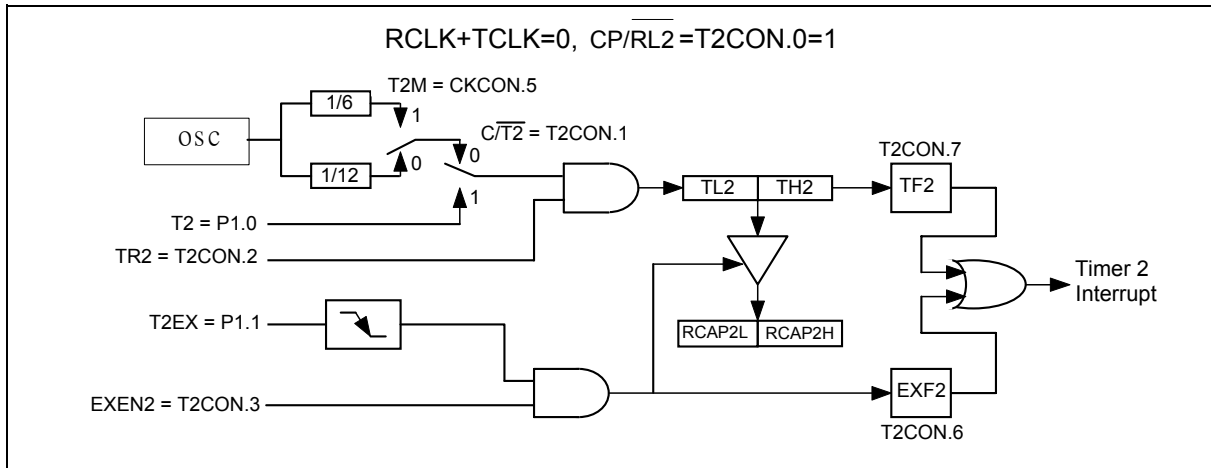 RCLK+TCLK=0, CP/RL2=T2CON.0=1
T2M = CKCON.5
1/6
1
OSC
C/T2 = T2CON.1
0
0
1/12
1
T2 = P1.0
TR2 = T2CON.2
TL2 TH2
T2CON.7
TF2
Timer 2
Interrupt
T2EX = P1.1
RCAP2L RCAP2H
EXEN2 = T2CON.3
EXF2
T2CON.6